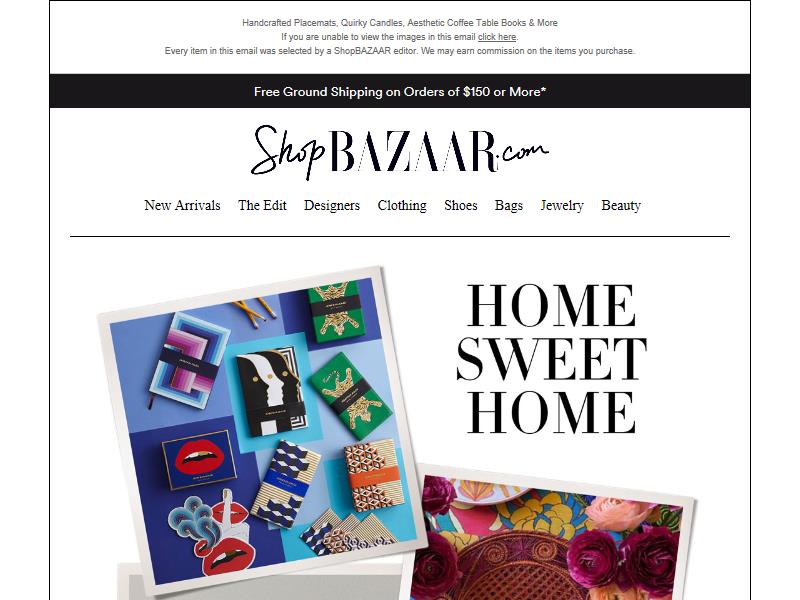 Handcrafted Placemats, Quirky Candles, Aesthetic Coffee Table Books & More
If you are unable to view the images in this email click here.
Every item in this email was selected by a ShopBAZAAR editor. We may earn commission on the items you purchase.
Free Ground Shipping on Orders of $150 or More*
ShopBAZAAR.com
New Arrivals The Edit Designers Clothing Shoes Bags Jewelry Beauty
HOME
SWEET
HOME